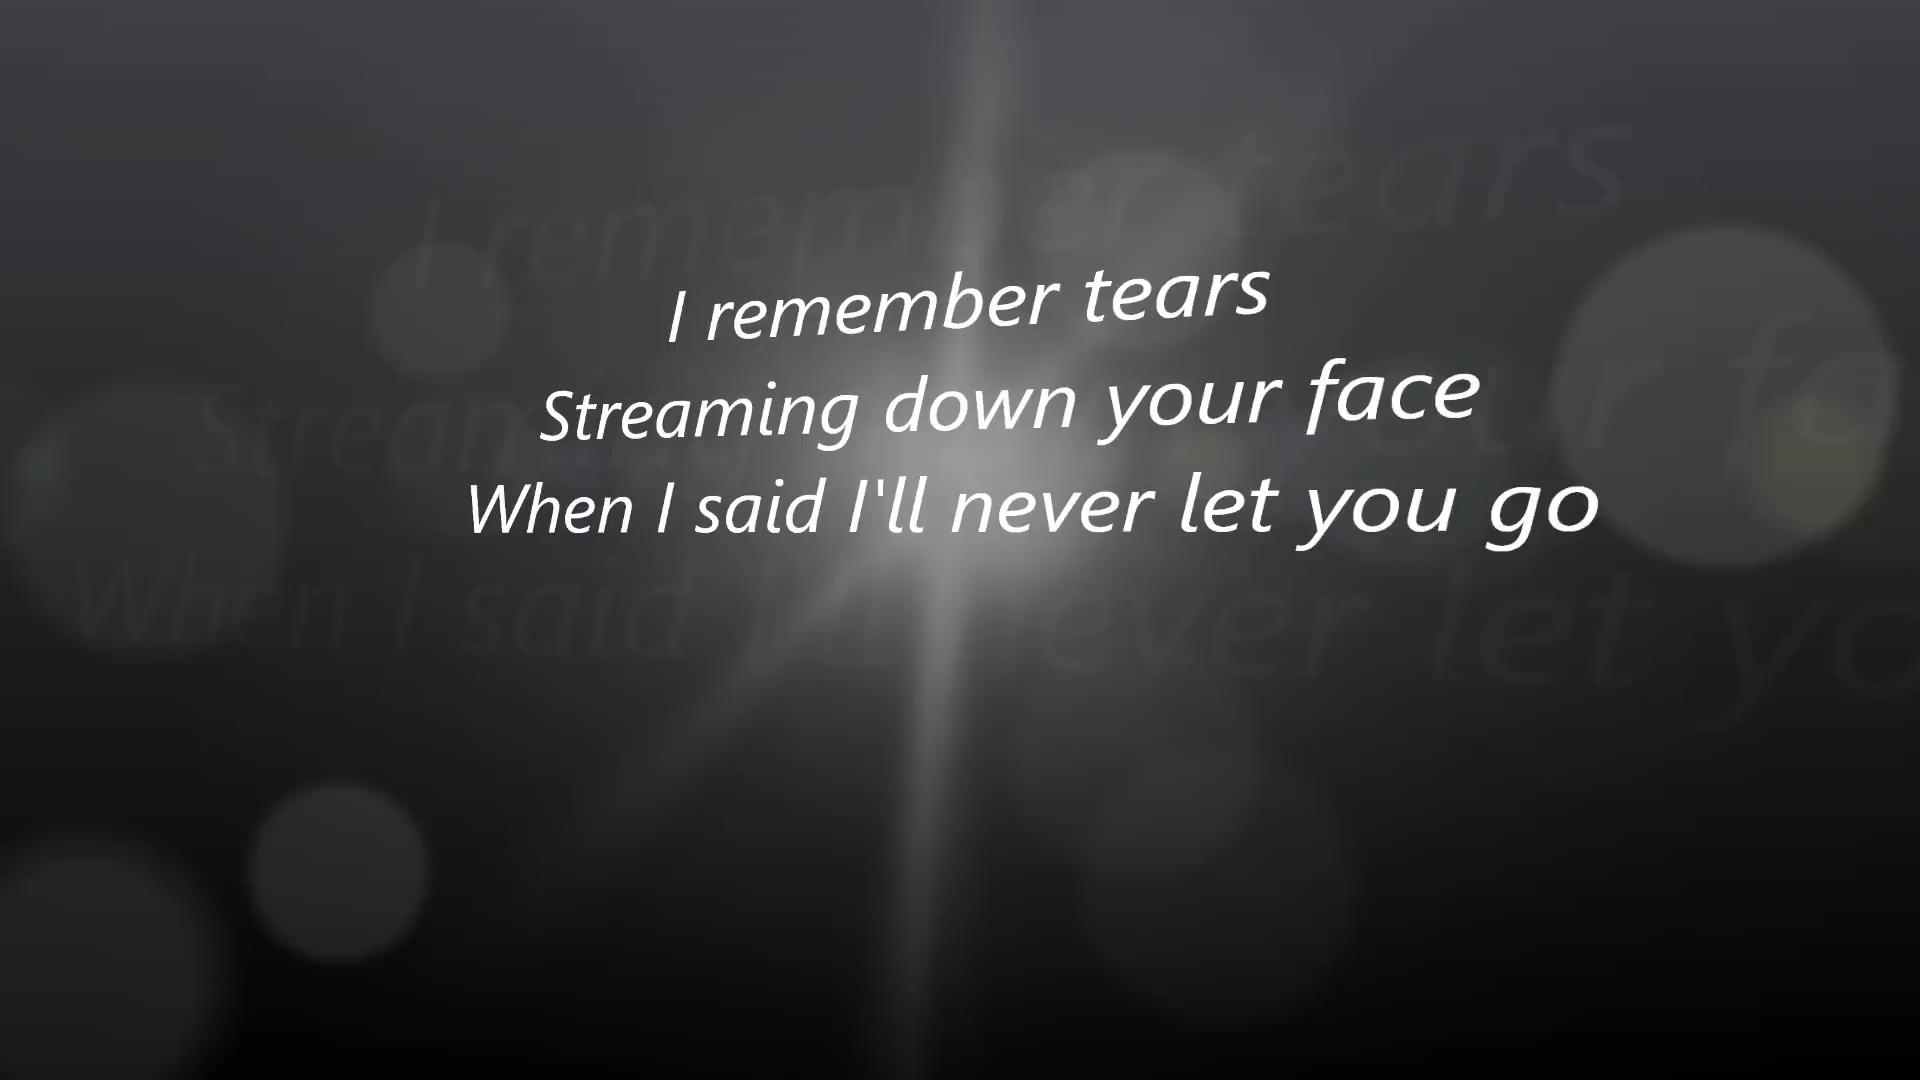 I remember tears
Streaming down your face
When I said I'll never let you go